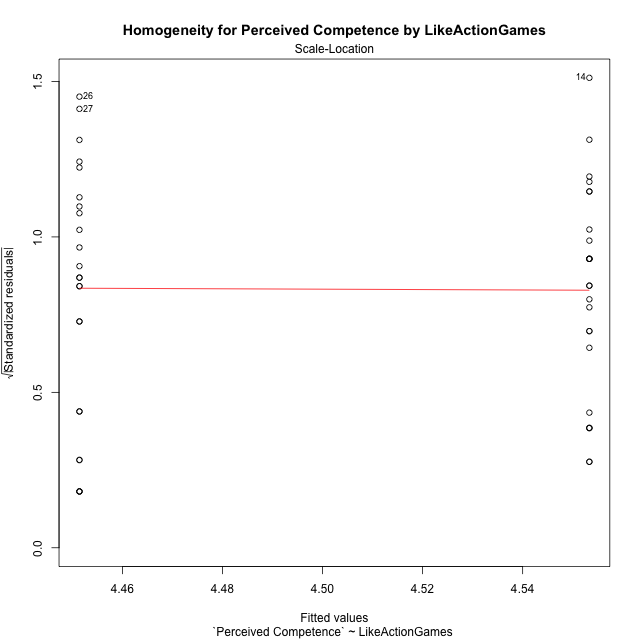 Homogeneity for Perceived Competence by LikeActionGames
Scale-Location
√|Standardized residuals|
1.5
1.0
0.5
0.0
26
27
14
4.46 4.48 4.50 4.52 4.54
Fitted values
`Perceived Competence` ~ LikeActionGames